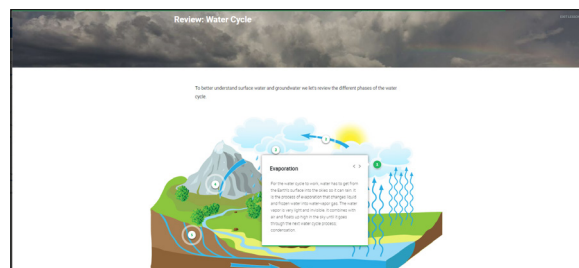 Review: Water Cycle
To better understand surface water and groundwater we let's review the different phases of the water
cycle.
Evaporation
For the water cycle to work, water has to get from
the Earth's surface into the skies so it can rain. It
is the process of evaporation that changes liquid
and frozen water into water-vapor gas. The water
vapor is very light and invisible. It combines with
air and floats up high in the sky until it goes
through the next water cycle process,
condensation.